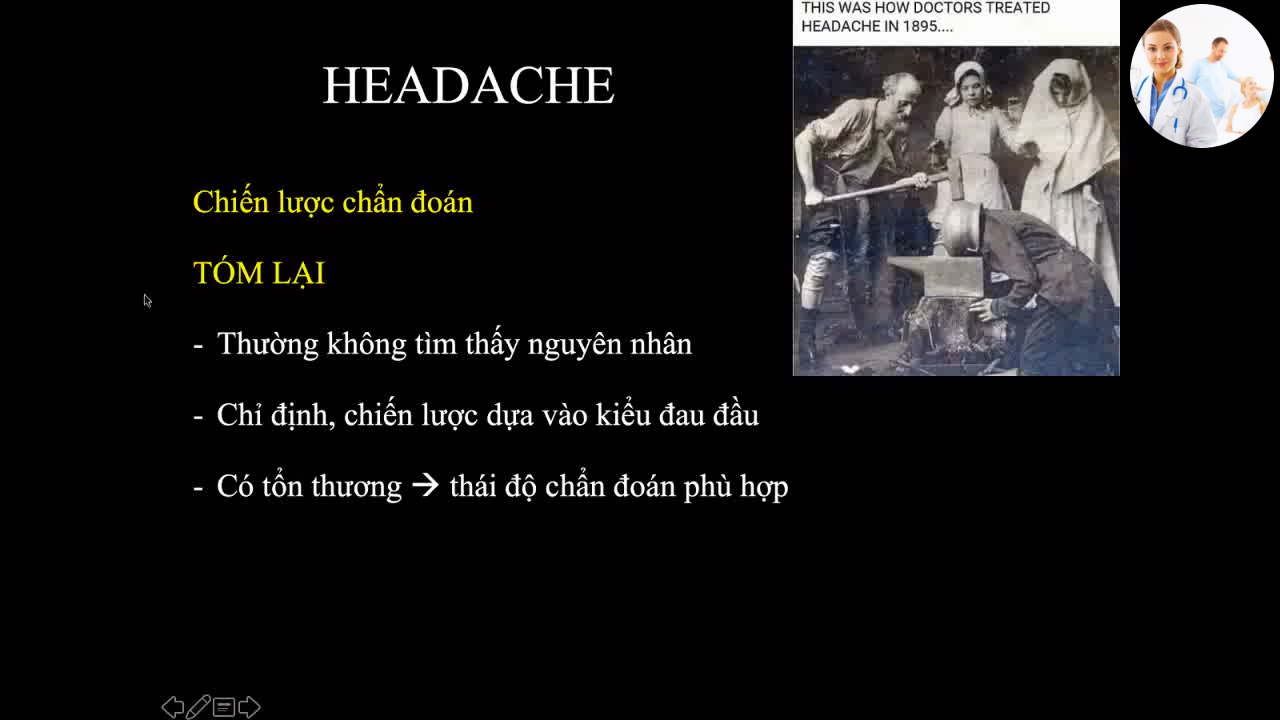 THIS WAS HOW DOCTORS TREATED
HEADACHE IN 1895....
HEADACHE
Chiến lược chẩn đoán
TÓM LẠI
- Thường không tìm thấy nguyên nhân
- Chỉ định, chiến lược dựa vào kiểu đau đầu
- Có tổn thương → thái độ chẩn đoán phù hợp